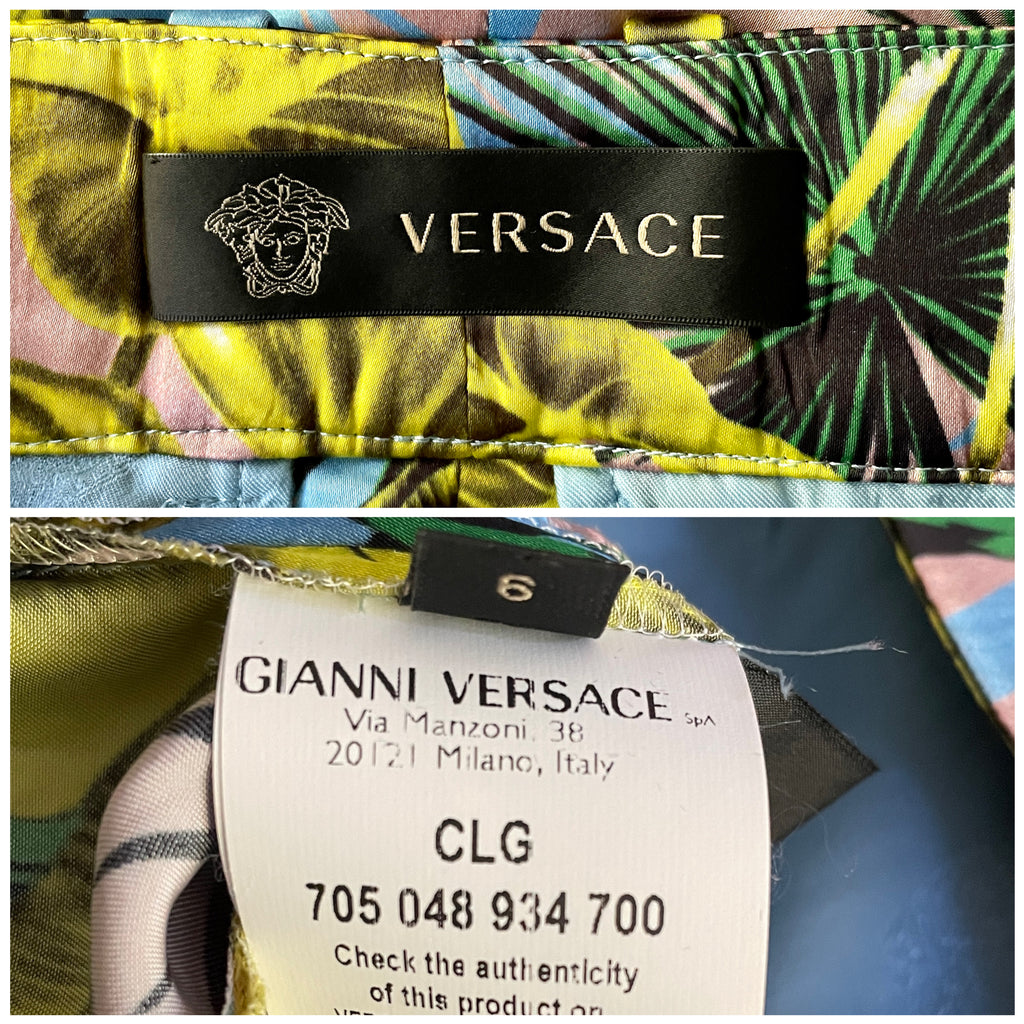 VERSACE
6
GIANNI VERSACE SpA
Via Manzoni, 38
20121 Milano, Italy
CLG
705 048 934 700
Check the authenticity
of this product on